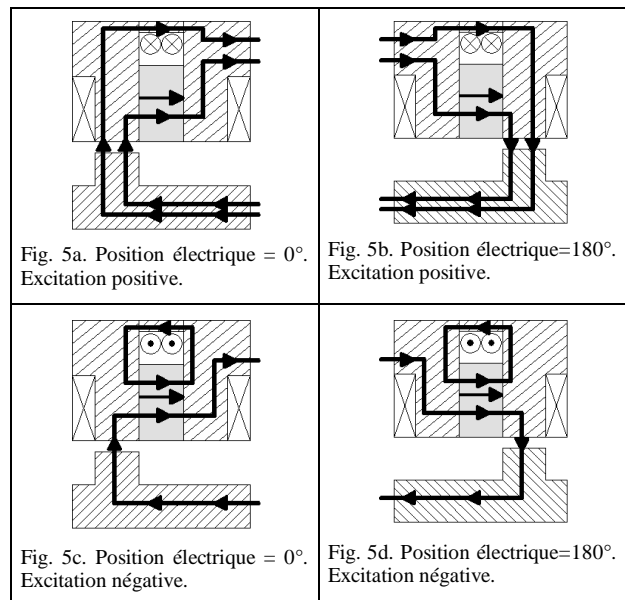 Fig. 5a. Position électrique = 0°.
Excitation positive.
Fig. 5b. Position électrique=180°.
Excitation positive.
Fig. 5c. Position électrique = 0°.
Excitation négative.
Fig. 5d. Position électrique=180°.
Excitation négative.